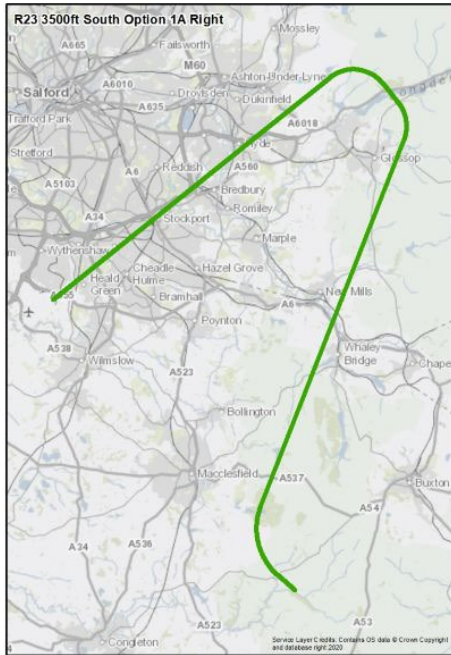 R23 3500ft South Option 1A Right
Mossley
A665
Failsworth
M60
Ashton-Under-Lyne
A6010
Salford
Droylsden
Dukinfield
A635
Trafford Park
A6018
Hyde
Stretford
Reddish
A560
Glossop
A5103
A6
Bredbury
Romiley
A34
Stockport
Marple
Wythenshaw
Cheadle
Hulme
Hazel Grove
Heald
Green
New Mills
Bramhall
A6
Poynton
A538
A523
Whaley
Bridge
Wilmslow
Chape
Bollington
Macclesfield
A537
Buxton
A54
A34
A536
A523
A53
Congleton
Service Layer Credits: Contains OS data © Crown Copyright
and database right 2020